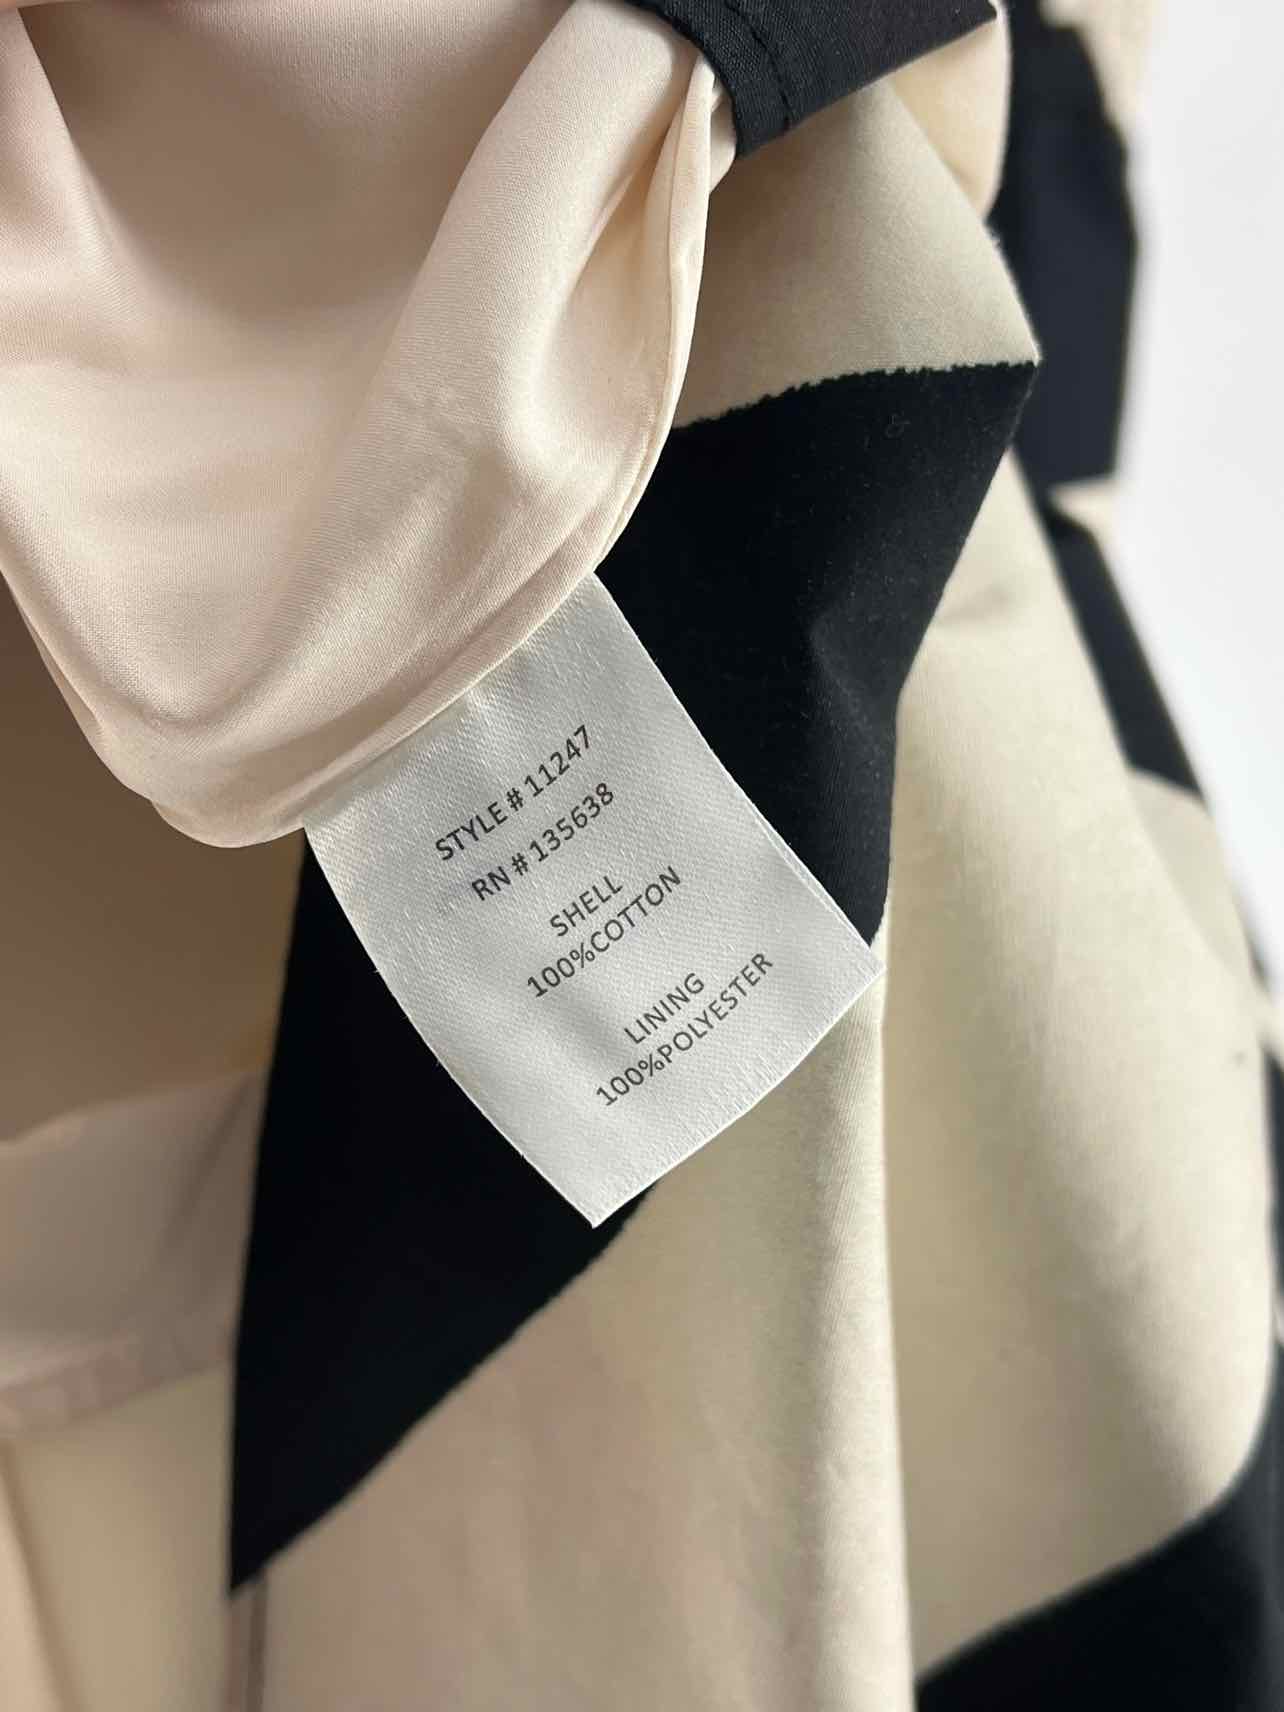 STYLE # 11247
RN # 135638
SHELL
100%COTTON
LINING
100%POLYESTER